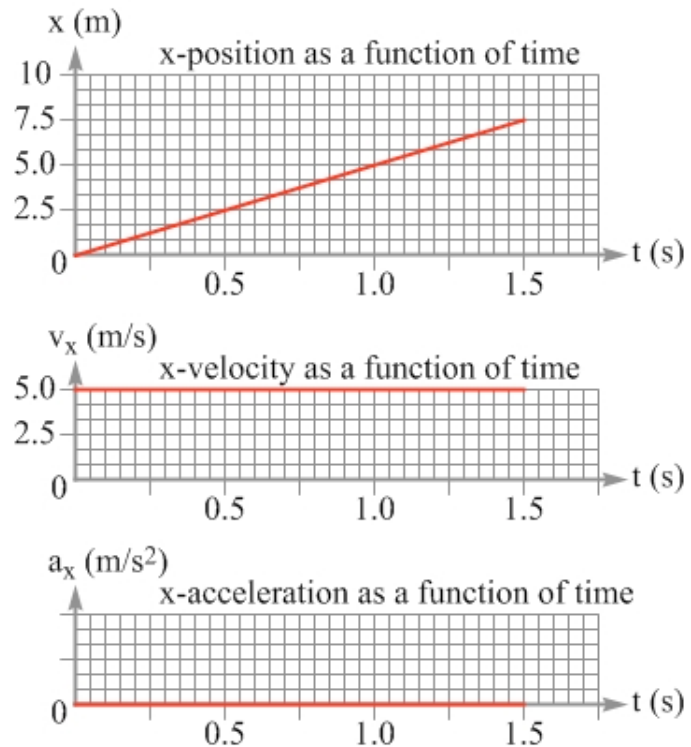 x (m)
x-position as a function of time
10
7.5
5.0
2.5
0
t (s)
0.5 1.0 1.5
vₓ (m/s)
x-velocity as a function of time
5.0
2.5
0
t (s)
0.5 1.0 1.5
aₓ (m/s²)
x-acceleration as a function of time
0
t (s)
0.5 1.0 1.5